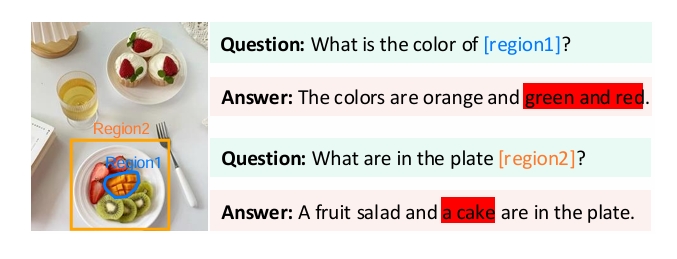 Region2
Region1
Question: What is the color of [region1]?
Answer: The colors are orange and green and red.
Question: What are in the plate [region2]?
Answer: A fruit salad and a cake are in the plate.